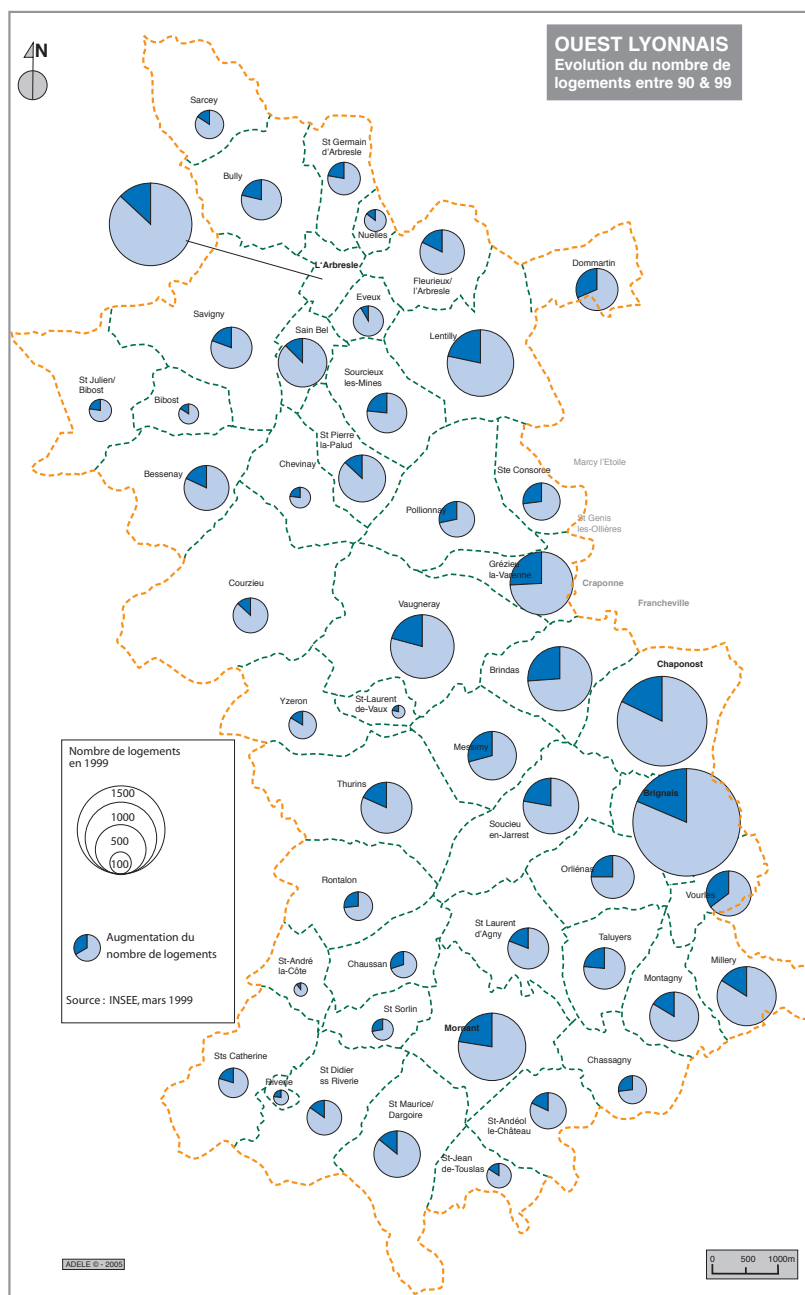 N
OUEST LYONNAIS
Evolution du nombre de
logements entre 90 & 99
Sarcey
St Germain
d'Arbresle
Bully
Nuelles
L'Arbresle
Fleurieux/
l'Arbresle
Dommartin
Eveux
Savigny
Sain Bel
Lentilly
Sourcieux
les-Mines
St Julien/
Bibost
Bibost
St Pierre
la-Palud
Bessenay
Chevinay
Ste Consorce
Marcy l'Etoile
Pollionnay
St Genis
les-Ollières
Grézieu
la-Varenne
Craponne
Courzieu
Francheville
Vaugneray
Brindas
Chaponost
Yzeron
St-Laurent
de-Vaux
Messimy
Nombre de logements
en 1999
1500
1000
500
100
Augmentation du
nombre de logements
Source : INSEE, mars 1999
Thurins
Brignais
Soucieu
en-Jarrest
Orliénas
Vourles
Rontalon
St Laurent
d'Agny
St-André
la-Côte
Chaussan
Taluyers
Millery
Montagny
St Sorlin
Mornant
Sts Catherine
Riverie
St Didier
ss Riverie
Chassagny
St Maurice/
Dargoire
St-Andéol
le-Château
St-Jean
de-Touslas
ADELE © - 2005
0 500 1000m